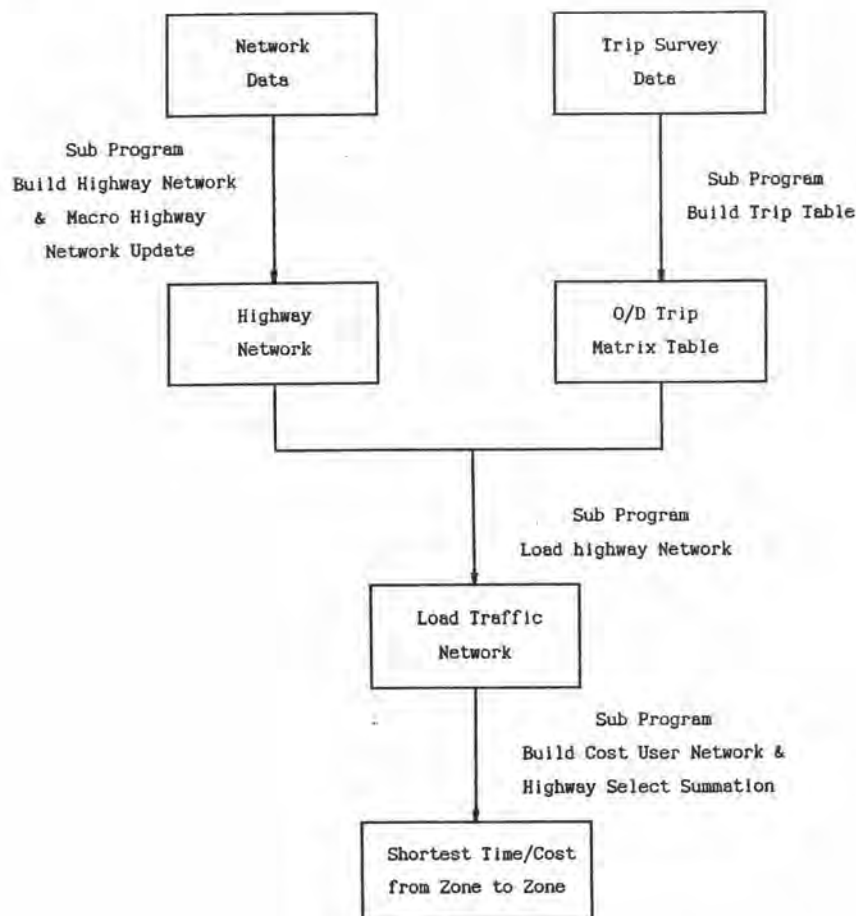 Network
Data
Trip Survey
Data
Sub Program
Build Highway Network
& Macro Highway
Network Update
Sub Program
Build Trip Table
Highway
Network
O/D Trip
Matrix Table
Sub Program
Load highway Network
Load Traffic
Network
Sub Program
Build Cost User Network &
Highway Select Summation
Shortest Time/Cost
from Zone to Zone